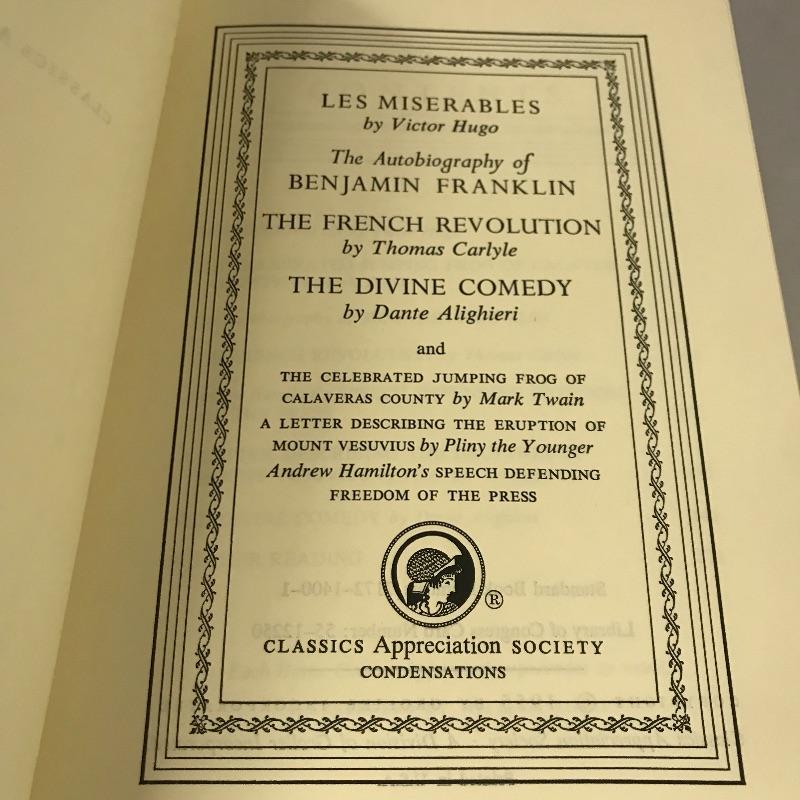 LES MISERABLES
by Victor Hugo
The Autobiography of
BENJAMIN FRANKLIN
THE FRENCH REVOLUTION
by Thomas Carlyle
THE DIVINE COMEDY
by Dante Alighieri
and
THE CELEBRATED JUMPING FROG OF
CALAVERAS COUNTY by Mark Twain
A LETTER DESCRIBING THE ERUPTION OF
MOUNT VESUVIUS by Pliny the Younger
Andrew Hamilton's SPEECH DEFENDING
FREEDOM OF THE PRESS
®
CLASSICS Appreciation SOCIETY
CONDENSATIONS